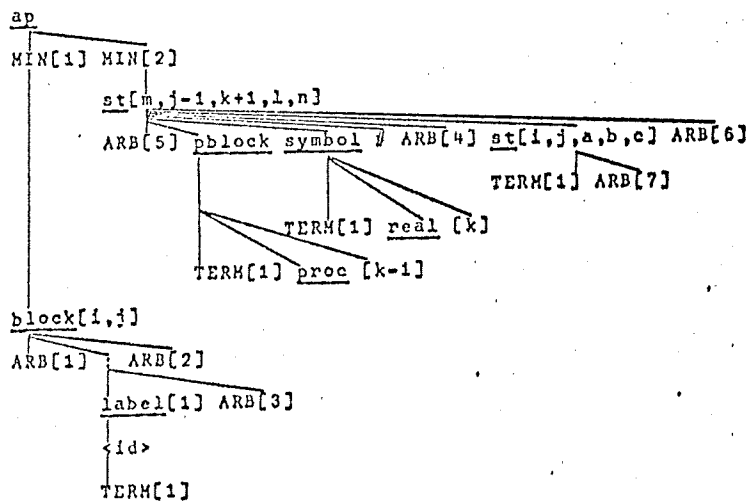 ap
MIN[1] MIN[2]
st[m,j-1,k+1,l,n]
ARB[5] pblock symbol ARB[4] st[i,j,a,b,c] ARB[6]
TERM[1] ARB[7]
TERM[1] real [k]
TERM[1] proc [k-1]
block[i,j]
ARB[1] ARB[2]
label[1] ARB[3]
<id>
TERM[1]